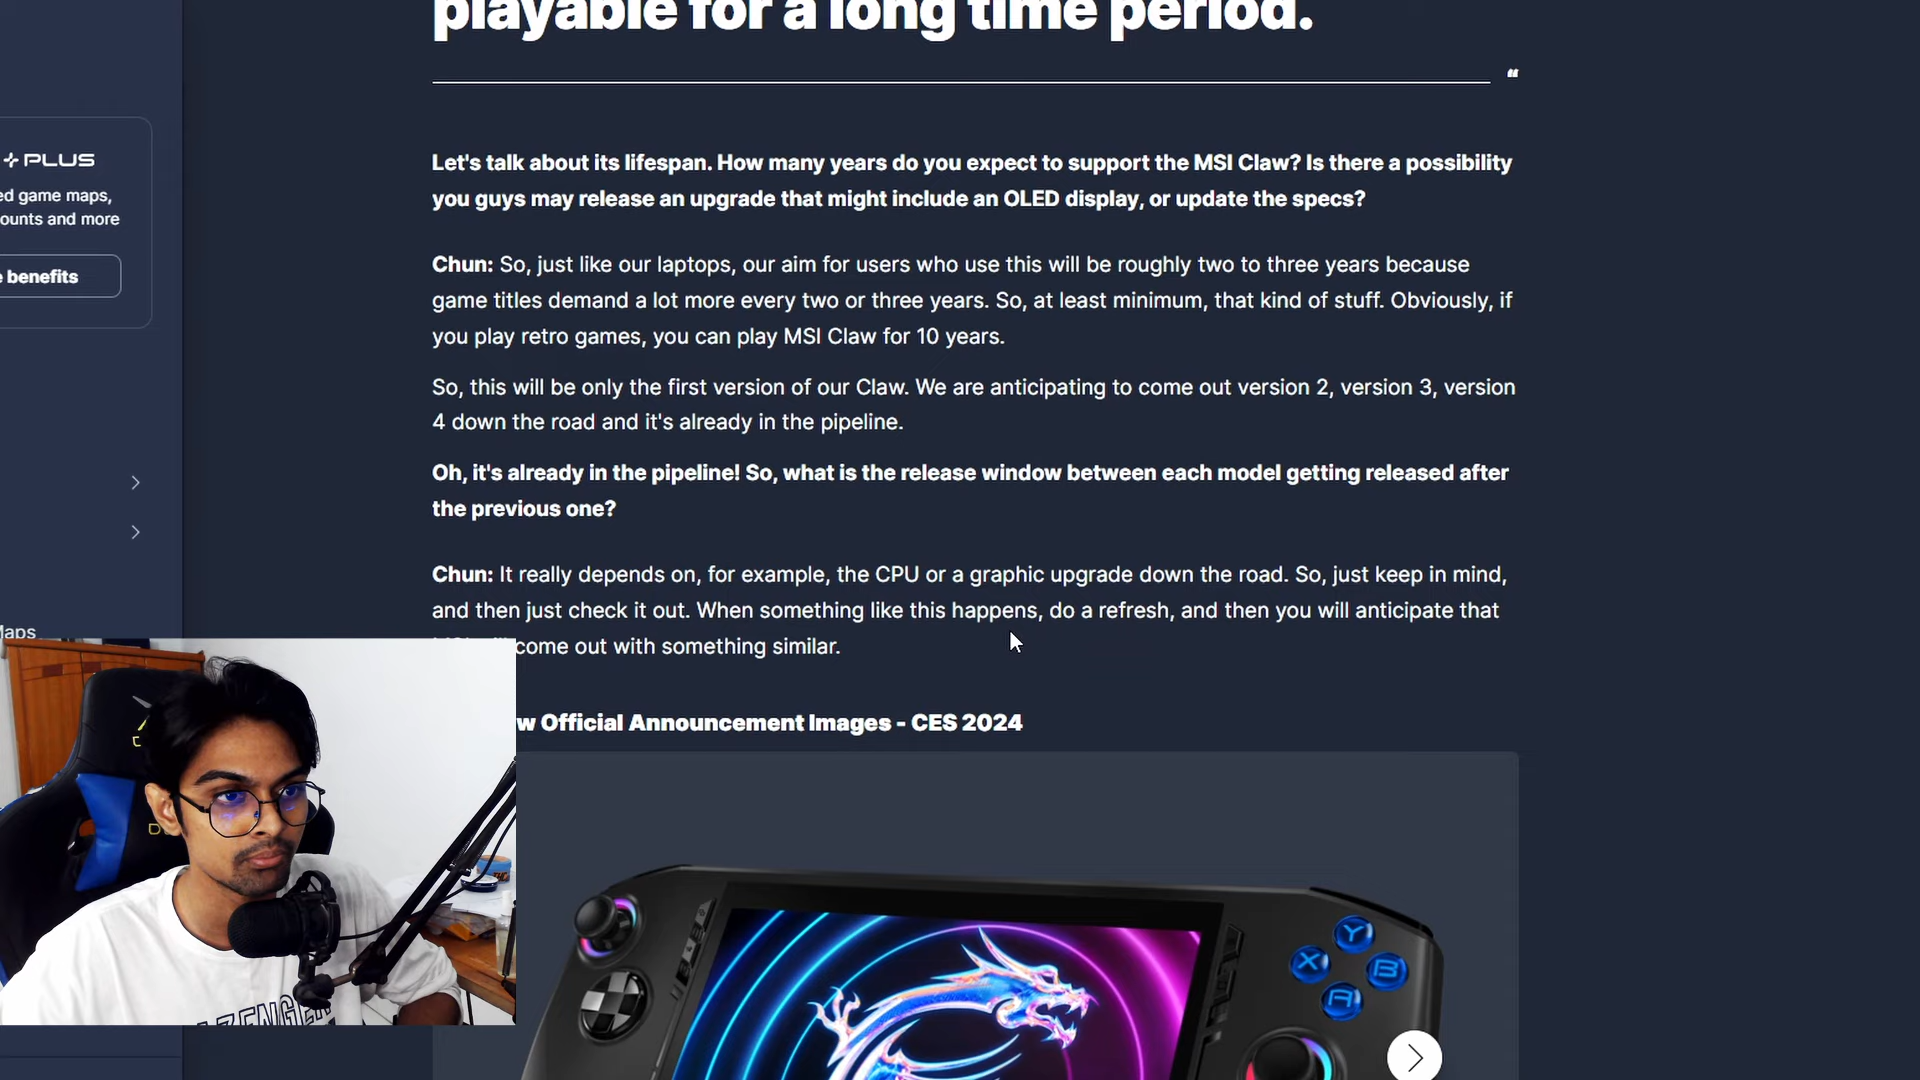 playable for a long time period.
“
PLUS
ed game maps,
ounts and more
e benefits
Let's talk about its lifespan. How many years do you expect to support the MSI Claw? Is there a possibility
you guys may release an upgrade that might include an OLED display, or update the specs?
Chun: So, just like our laptops, our aim for users who use this will be roughly two to three years because
game titles demand a lot more every two or three years. So, at least minimum, that kind of stuff. Obviously, if
you play retro games, you can play MSI Claw for 10 years.
So, this will be only the first version of our Claw. We are anticipating to come out version 2, version 3, version
4 down the road and it's already in the pipeline.
Oh, it's already in the pipeline! So, what is the release window between each model getting released after
the previous one?
Chun: It really depends on, for example, the CPU or a graphic upgrade down the road. So, just keep in mind,
and then just check it out. When something like this happens, do a refresh, and then you will anticipate that
come out with something similar.
Maps
w Official Announcement Images - CES 2024
Y
X
B
A